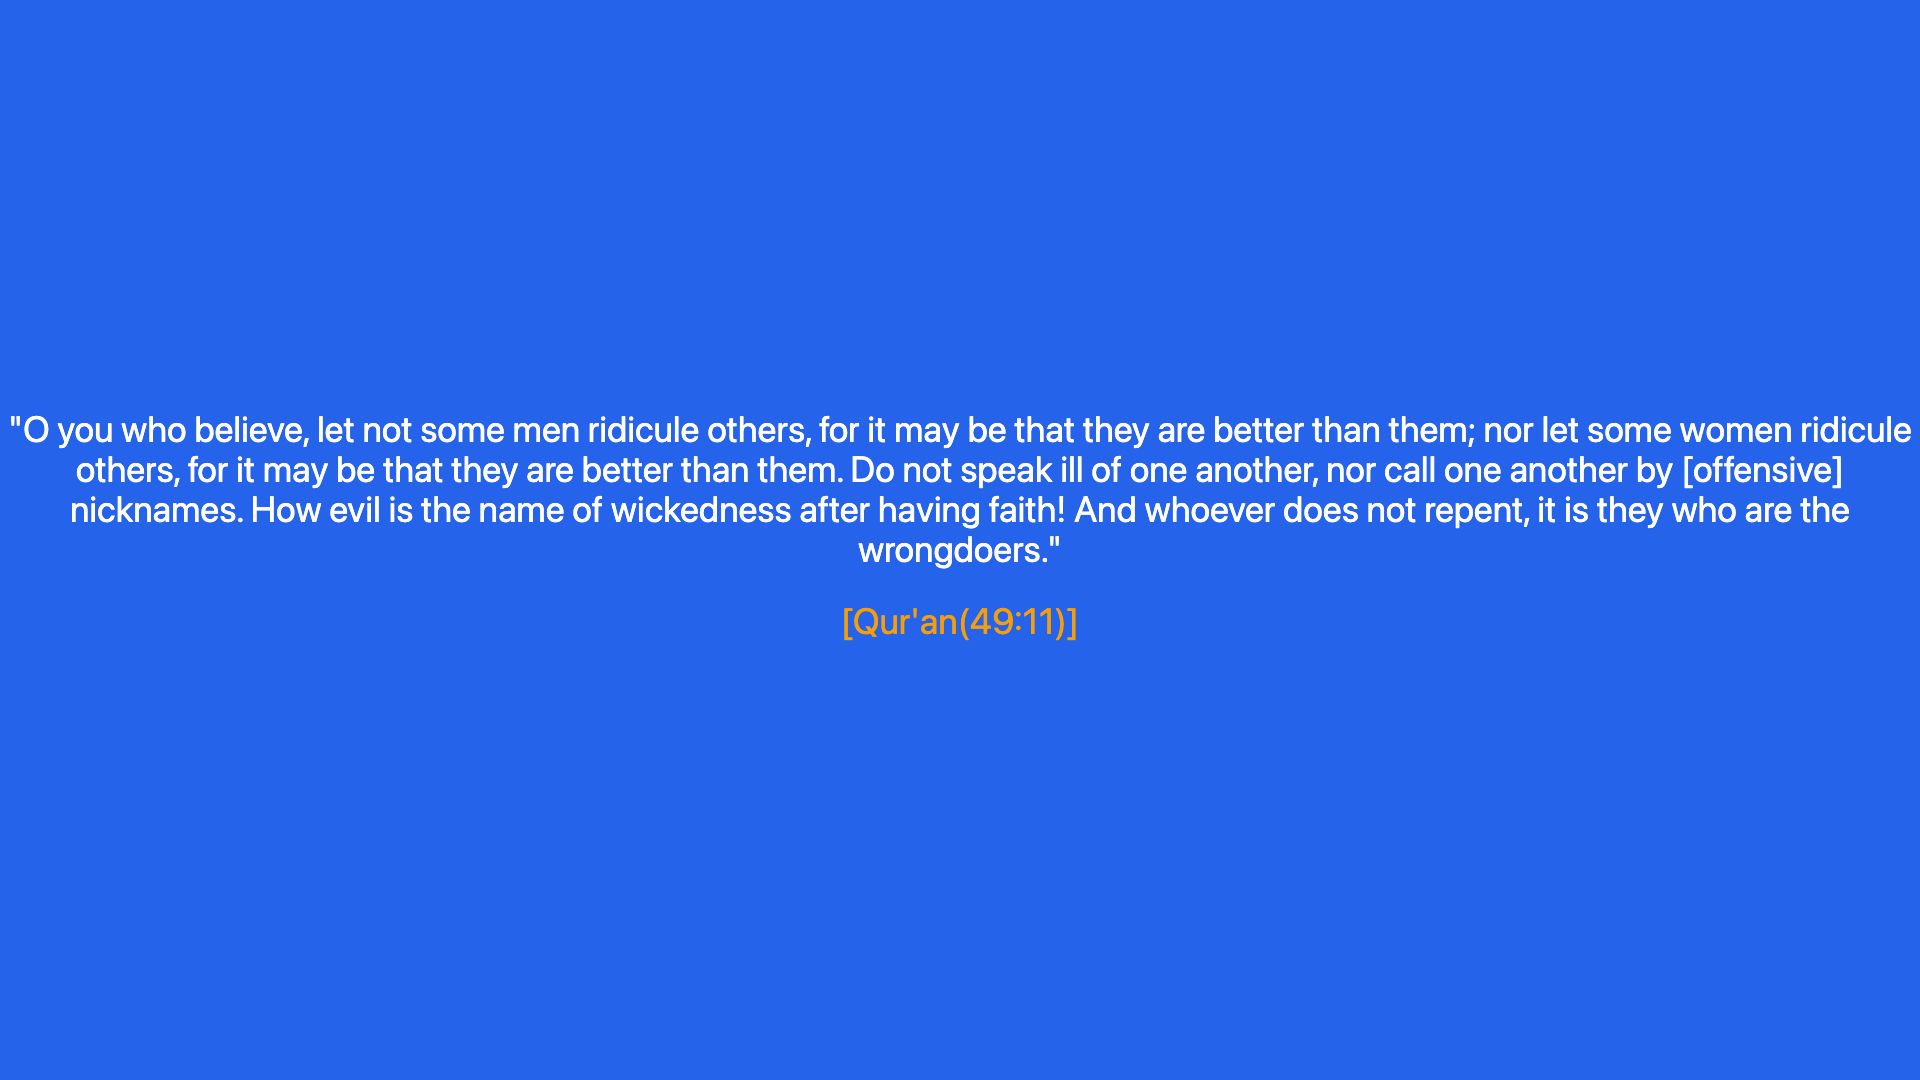 "O you who believe, let not some men ridicule others, for it may be that they are better than them; nor let some women ridicule
others, for it may be that they are better than them. Do not speak ill of one another, nor call one another by [offensive]
nicknames. How evil is the name of wickedness after having faith! And whoever does not repent, it is they who are the
wrongdoers."
[Qur'an(49:11)]